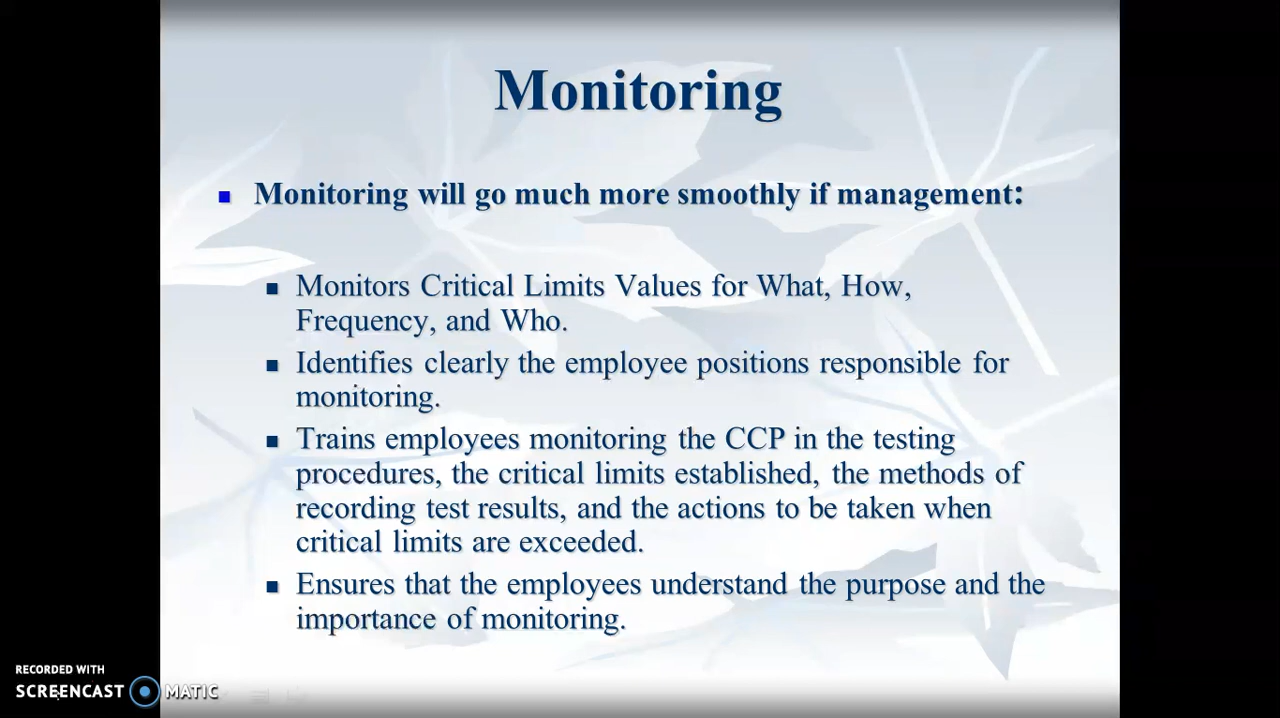 Monitoring
Monitoring will go much more smoothly if management:
Monitors Critical Limits Values for What, How,
Frequency, and Who.
Identifies clearly the employee positions responsible for
monitoring.
Trains employees monitoring the CCP in the testing
procedures, the critical limits established, the methods of
recording test results, and the actions to be taken when
critical limits are exceeded.
Ensures that the employees understand the purpose and the
importance of monitoring.
RECORDED WITH
SCREENCAST MATIC